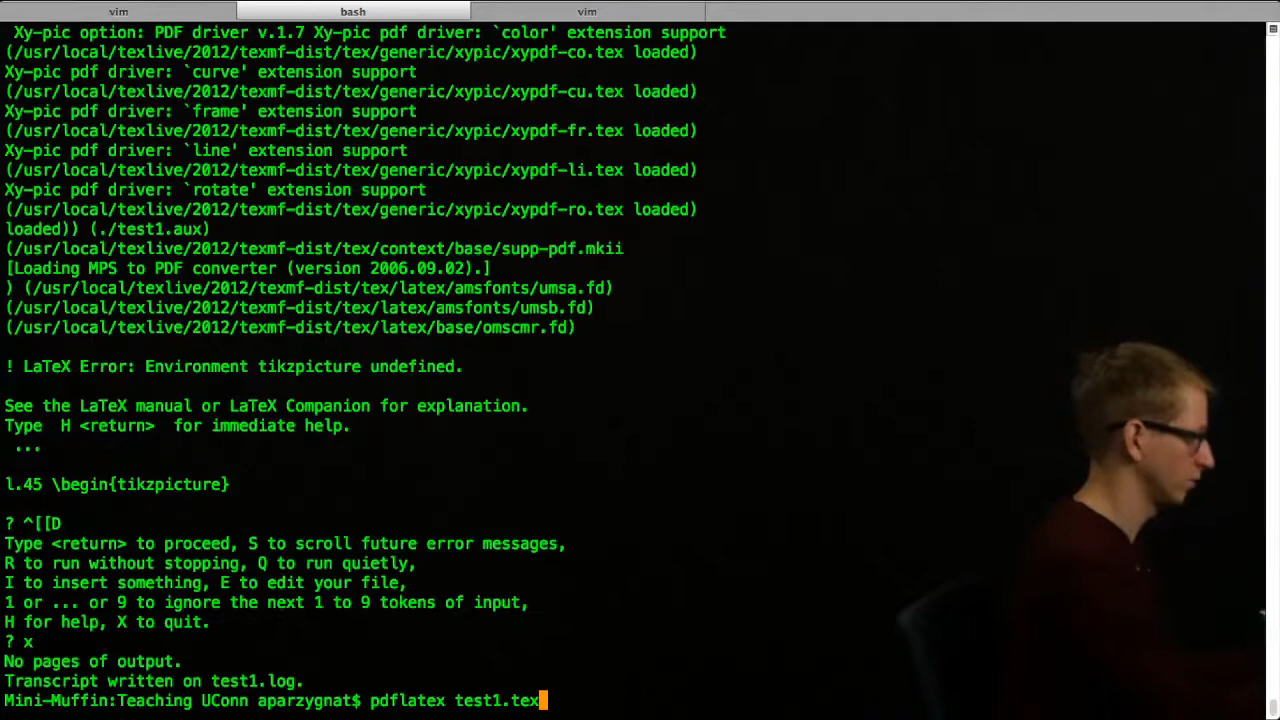 vim bash vim
Xy-pic option: PDF driver v.1.7 Xy-pic pdf driver: `color' extension support
(/usr/local/texlive/2012/texmf-dist/tex/generic/xypic/xypdf-co.tex loaded)
Xy-pic pdf driver: `curve' extension support
(/usr/local/texlive/2012/texmf-dist/tex/generic/xypic/xypdf-cu.tex loaded)
Xy-pic pdf driver: `frame' extension support
(/usr/local/texlive/2012/texmf-dist/tex/generic/xypic/xypdf-fr.tex loaded)
Xy-pic pdf driver: `line' extension support
(/usr/local/texlive/2012/texmf-dist/tex/generic/xypic/xypdf-li.tex loaded)
Xy-pic pdf driver: `rotate' extension support
(/usr/local/texlive/2012/texmf-dist/tex/generic/xypic/xypdf-ro.tex loaded)
loaded)) (./test1.aux)
(/usr/local/texlive/2012/texmf-dist/tex/context/base/supp-pdf.mkii
[Loading MPS to PDF converter (version 2006.09.02).]
) (/usr/local/texlive/2012/texmf-dist/tex/latex/amsfonts/umsa.fd)
(/usr/local/texlive/2012/texmf-dist/tex/latex/amsfonts/umsb.fd)
(/usr/local/texlive/2012/texmf-dist/tex/latex/base/omscmr.fd)
! LaTeX Error: Environment tikzpicture undefined.
See the LaTeX manual or LaTeX Companion for explanation.
Type  H <return>  for immediate help.
...
l.45 \begin{tikzpicture}
? ^[[D
Type <return> to proceed, S to scroll future error messages,
R to run without stopping, Q to run quietly,
I to insert something, E to edit your file,
1 or ... or 9 to ignore the next 1 to 9 tokens of input,
H for help, X to quit.
? x
No pages of output.
Transcript written on test1.log.
Mini-Muffin:Teaching UConn aparzygnat$ pdflatex test1.tex